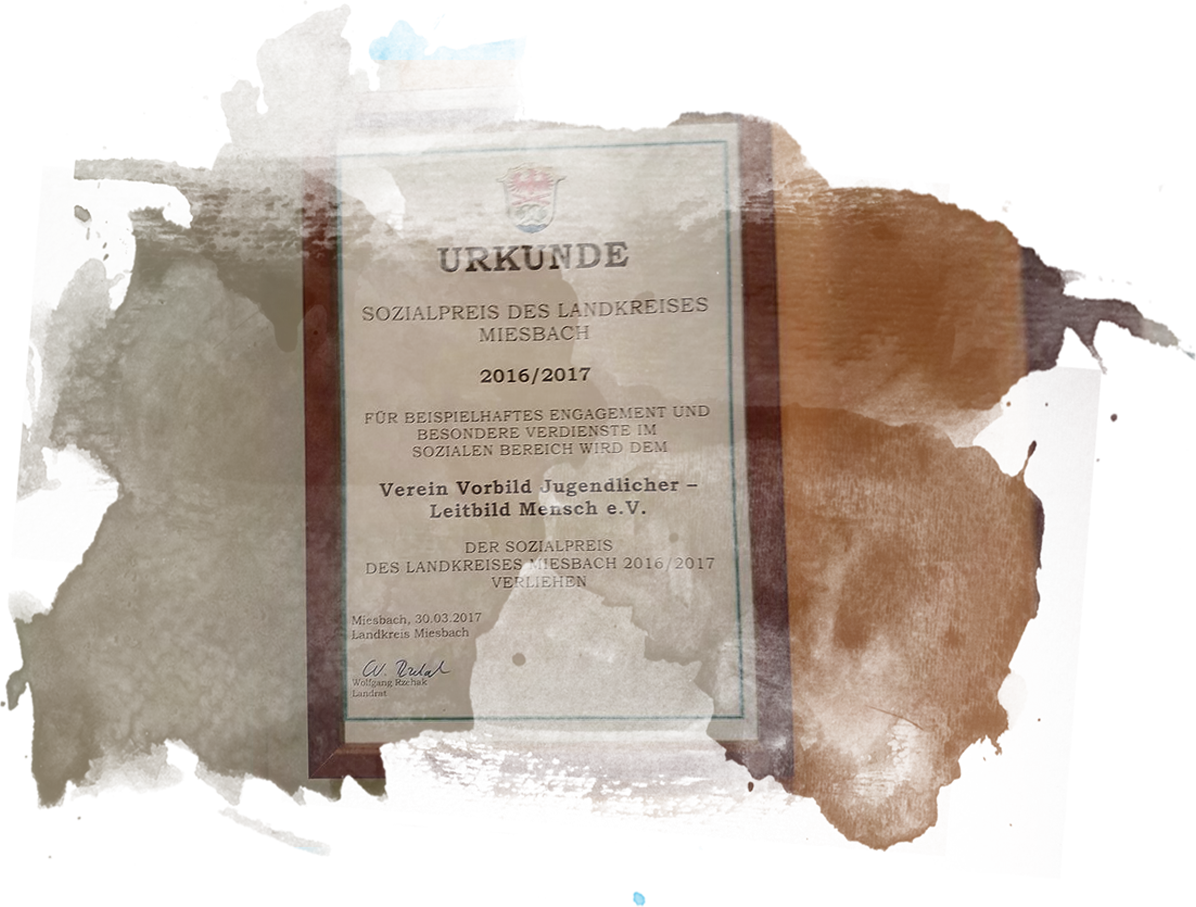 URKUNDE
SOZIALPREIS DES LANDKREISES
MIESBACH
2016/2017
FÜR BEISPIELHAFTES ENGAGEMENT UND
BESONDERE VERDIENSTE IM
SOZIALEN BEREICH WIRD DEM
Verein Vorbild Jugendlicher –
Leitbild Mensch e.V.
DER SOZIALPREIS
DES LANDKREISES MIESBACH 2016/2017
VERLIEHEN
Miesbach, 30.03.2017
Landkreis Miesbach
W. Rzehak
Wolfgang Rzehak
Landrat